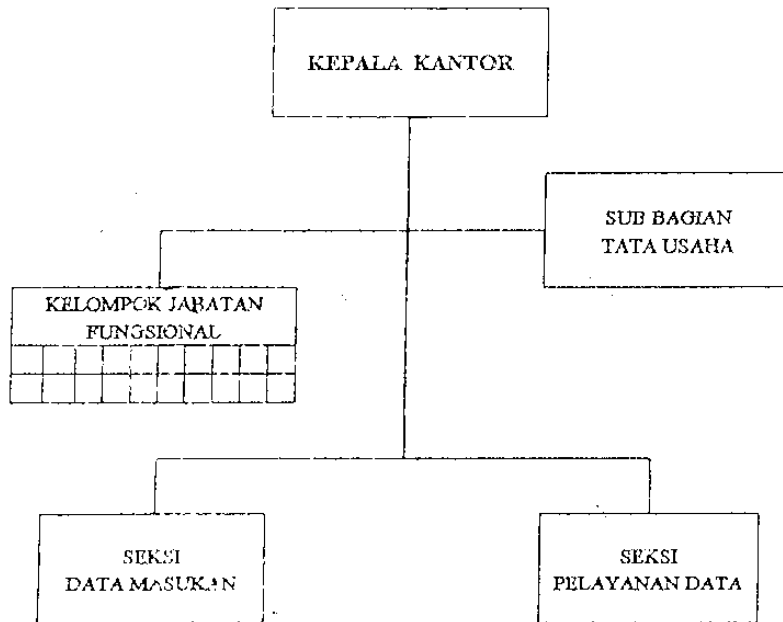 KEPALA KANTOR
SUB BAGIAN
TATA USAHA
KELOMPOK JABATAN
FUNGSIONAL
SEKSI
DATA MASUKAN
SEKSI
PELAYANAN DATA